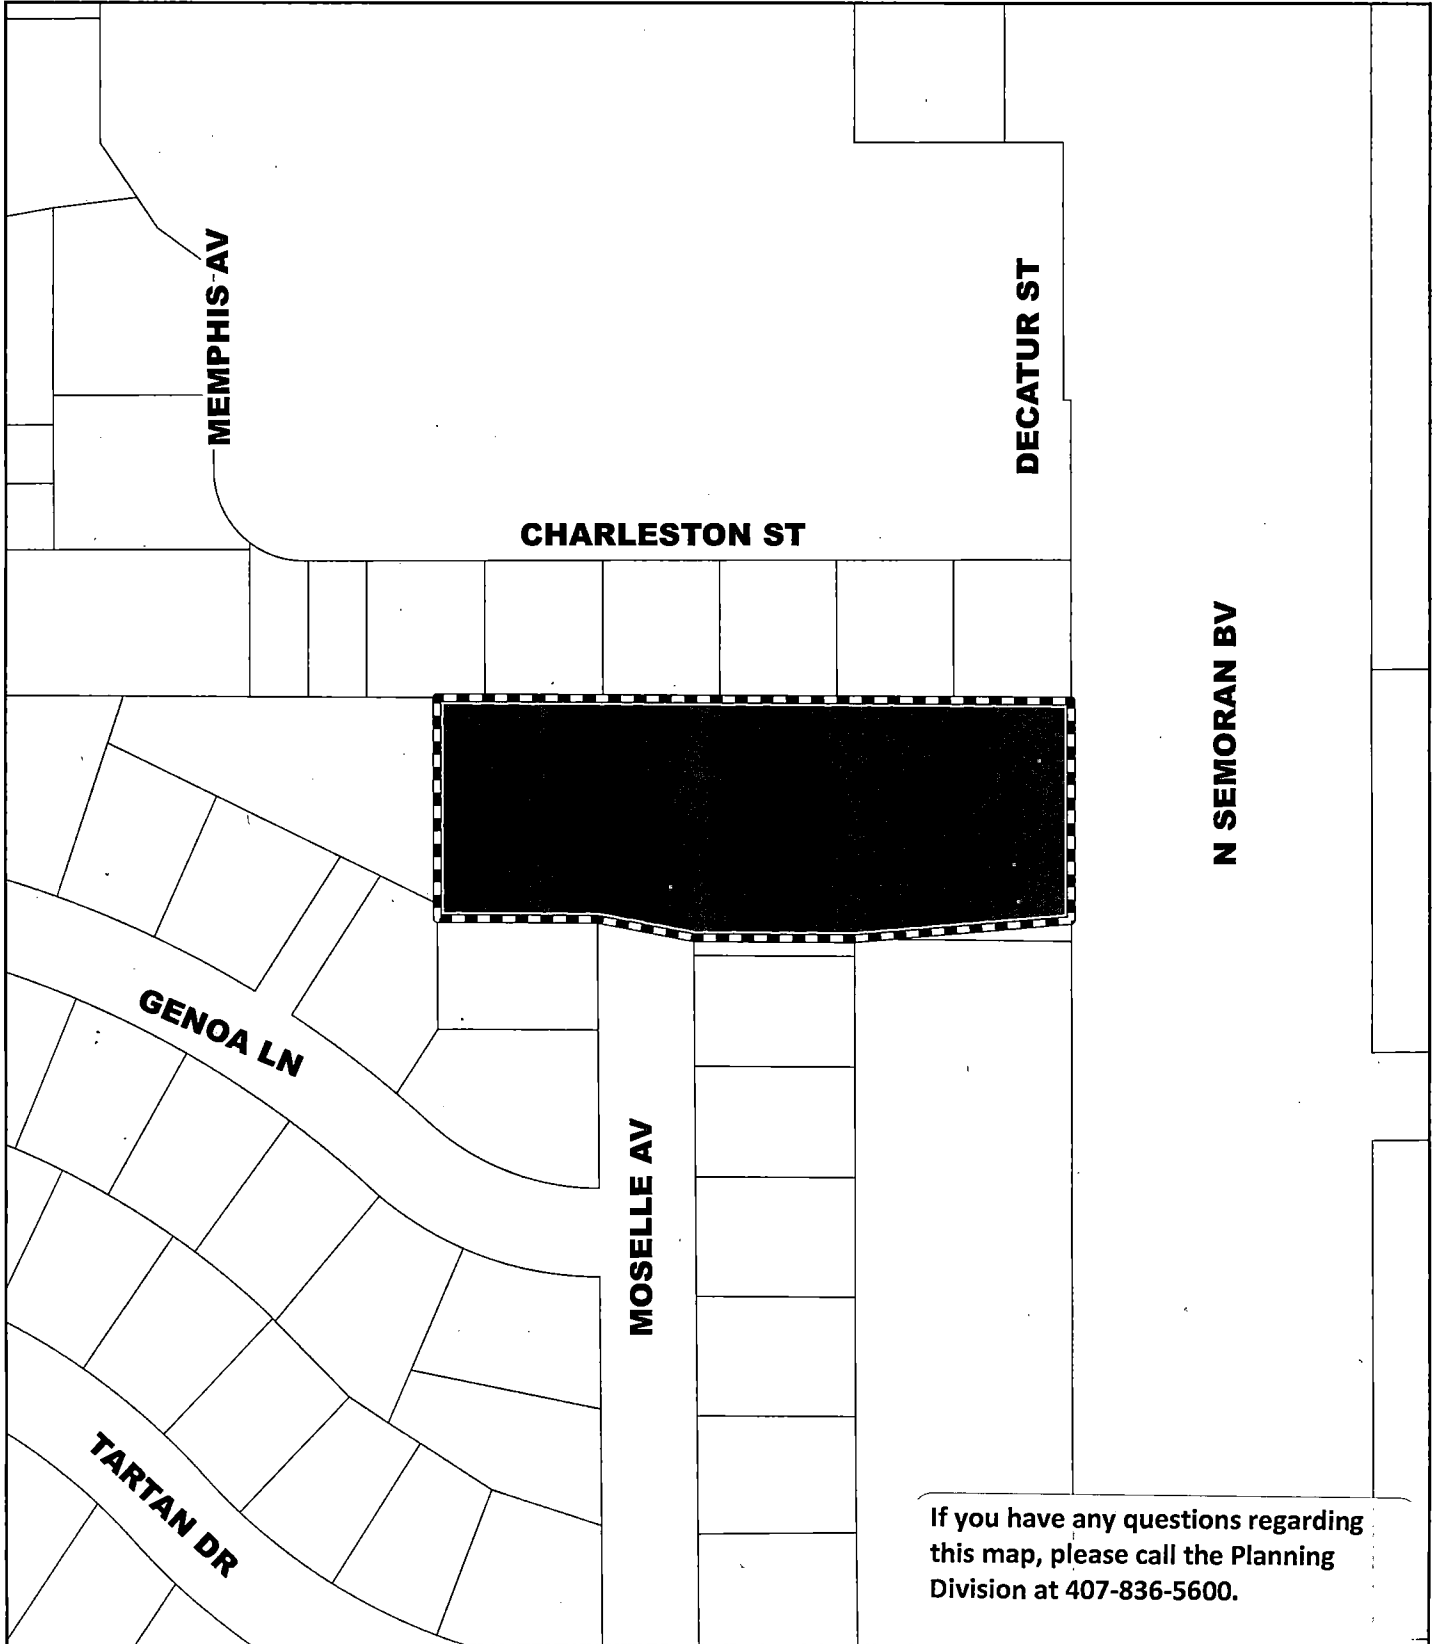 MEMPHIS AV
DECATUR ST
CHARLESTON ST
N SEMORAN BV
GENOA LN
MOSELLE AV
TARTAN DR
If you have any questions regarding
this map, please call the Planning
Division at 407-836-5600.